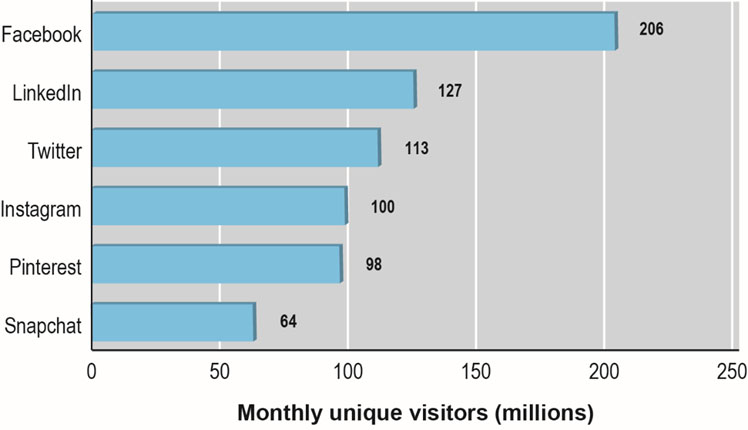 Facebook 206
LinkedIn 127
Twitter 113
Instagram 100
Pinterest 98
Snapchat 64
0 50 100 150 200 250
Monthly unique visitors (millions)